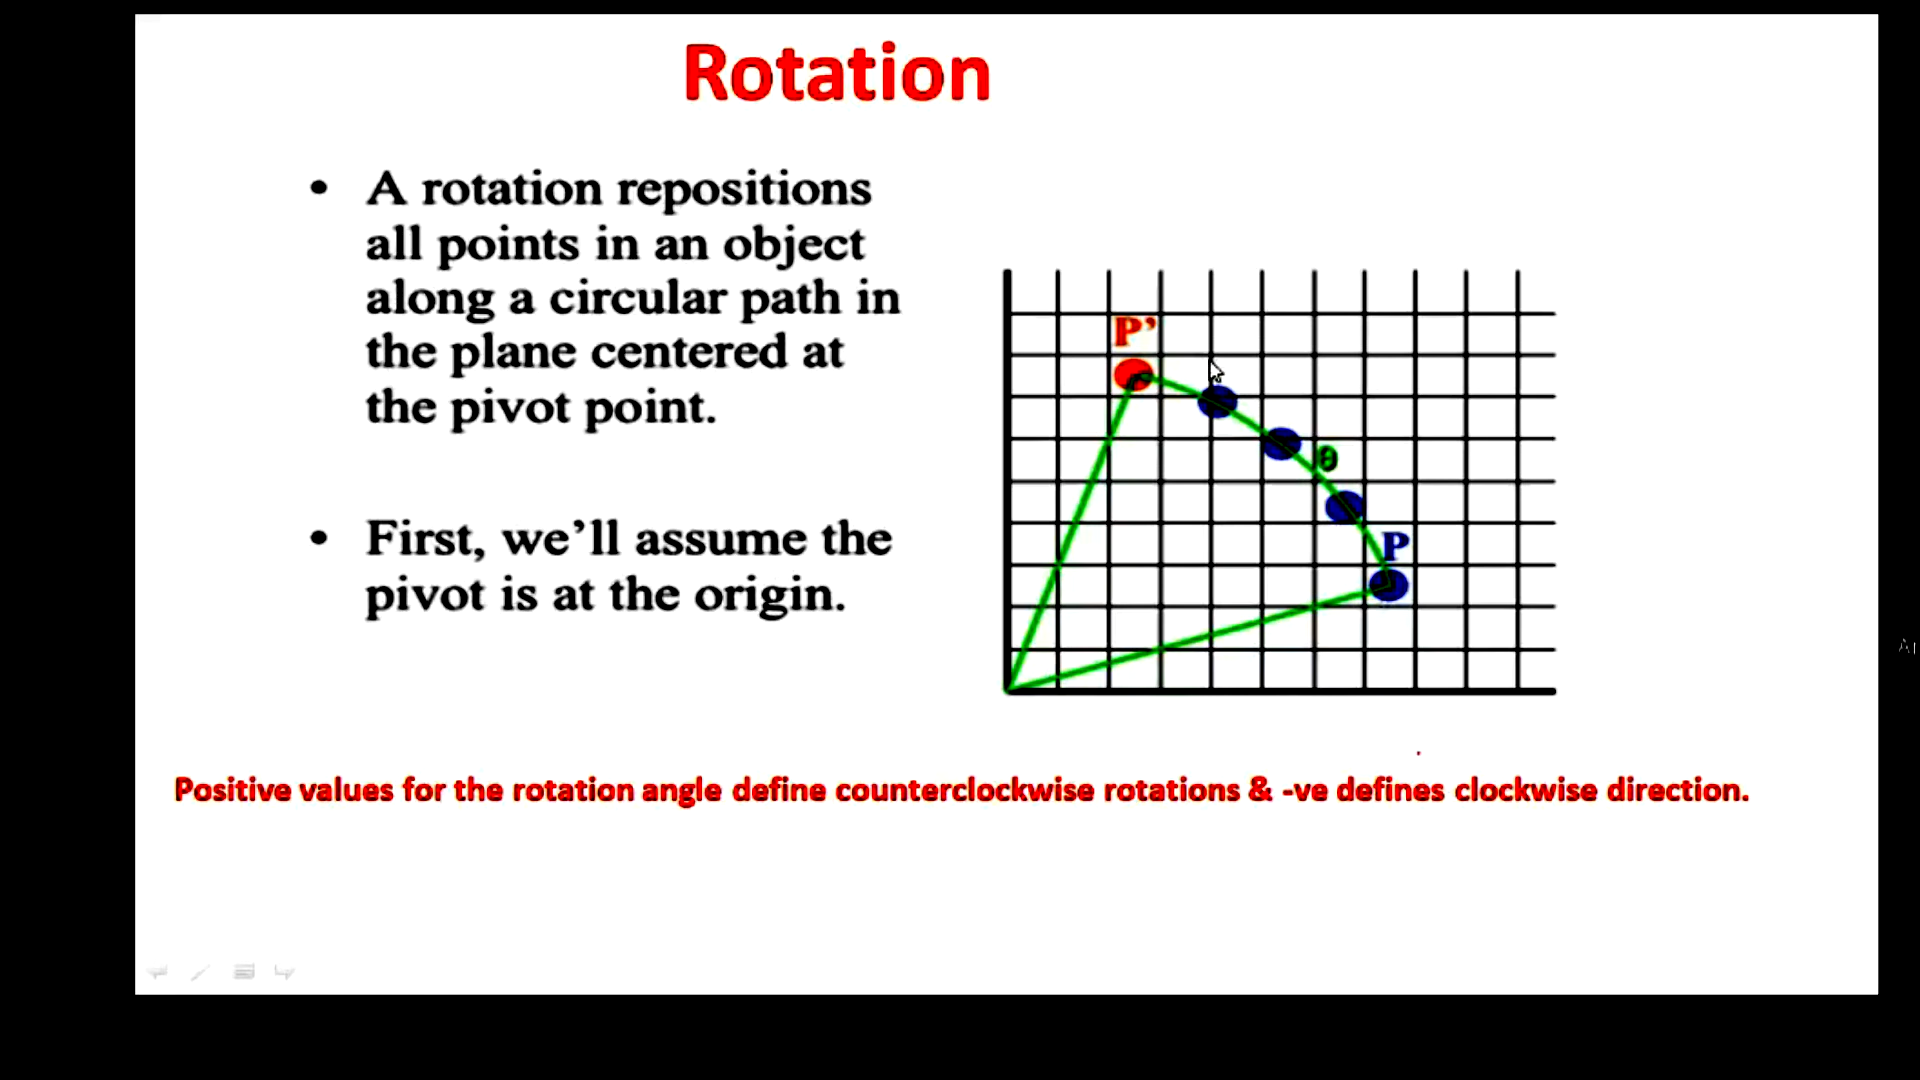 Rotation
• A rotation repositions
all points in an object
along a circular path in
the plane centered at
the pivot point.
• First, we’ll assume the
pivot is at the origin.
P’
θ
P
Positive values for the rotation angle define counterclockwise rotations & -ve defines clockwise direction.